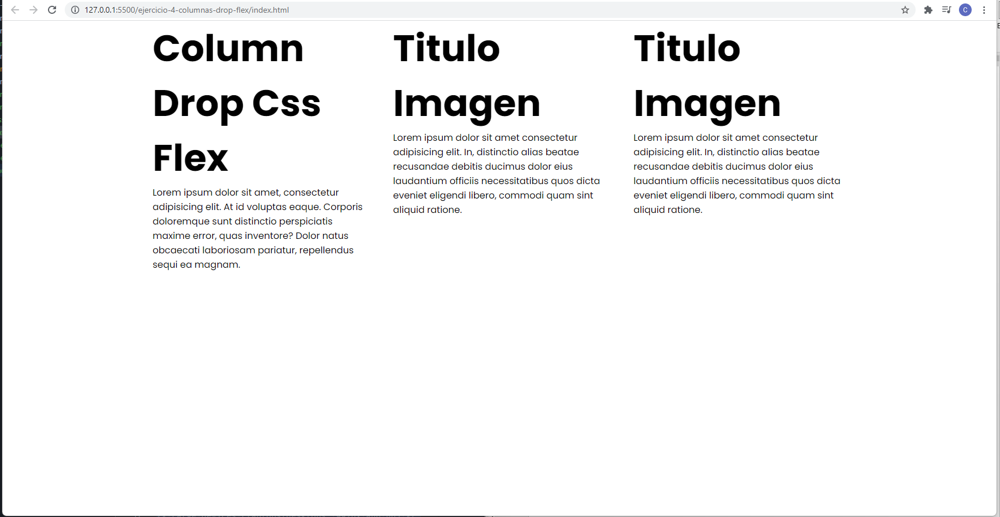 127.0.0.1:5500/ejercicio-4-columnas-drop-flex/index.html
C
Column
Drop Css
Flex
Lorem ipsum dolor sit amet, consectetur
adipisicing elit. At id voluptas eaque. Corporis
doloremque sunt distinctio perspiciatis
maxime error, quas inventore? Dolor natus
obcaecati laboriosam pariatur, repellendus
sequi ea magnam.
Titulo
Imagen
Lorem ipsum dolor sit amet consectetur
adipisicing elit. In, distinctio alias beatae
recusandae debitis ducimus dolor eius
laudantium officiis necessitatibus quos dicta
eveniet eligendi libero, commodi quam sint
aliquid ratione.
Titulo
Imagen
Lorem ipsum dolor sit amet consectetur
adipisicing elit. In, distinctio alias beatae
recusandae debitis ducimus dolor eius
laudantium officiis necessitatibus quos dicta
eveniet eligendi libero, commodi quam sint
aliquid ratione.